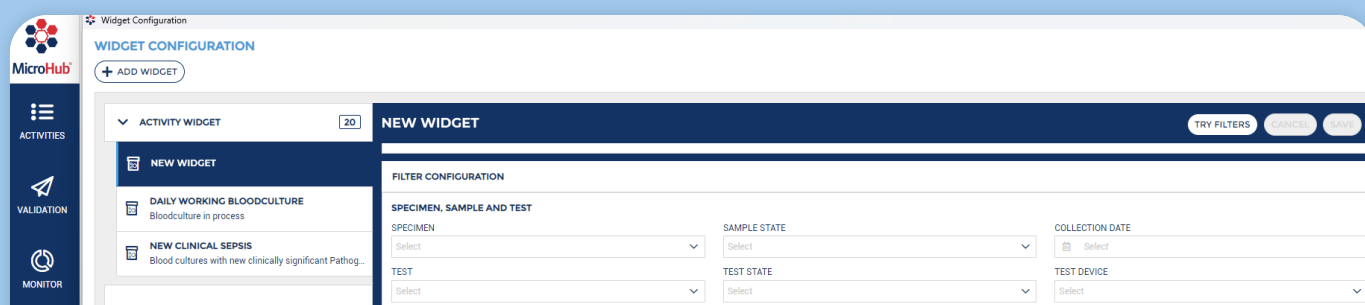 Widget Configuration
MicroHub®
WIDGET CONFIGURATION
ADD WIDGET
ACTIVITIES
VALIDATION
MONITOR
ACTIVITY WIDGET 20
NEW WIDGET
DAILY WORKING BLOODCULTURE
Bloodculture in process
NEW CLINICAL SEPSIS
Blood cultures with new clinically significant Pathog...
NEW WIDGET TRY FILTERS CANCEL SAVE
FILTER CONFIGURATION
SPECIMEN, SAMPLE AND TEST
SPECIMEN SAMPLE STATE COLLECTION DATE
Select Select Select
TEST TEST STATE TEST DEVICE
Select Select Select